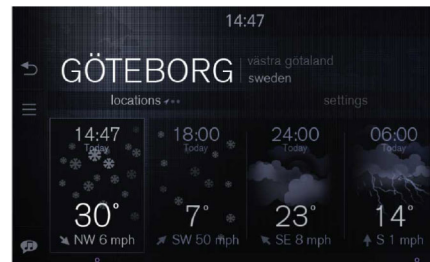 14:47
GÖTEBORG
västra götaland
sweden
locations
settings
14:47
Today
30°
NW 6 mph
18:00
Today
7°
SW 50 mph
24:00
Today
23°
SE 8 mph
06:00
Today
14°
S 1 mph